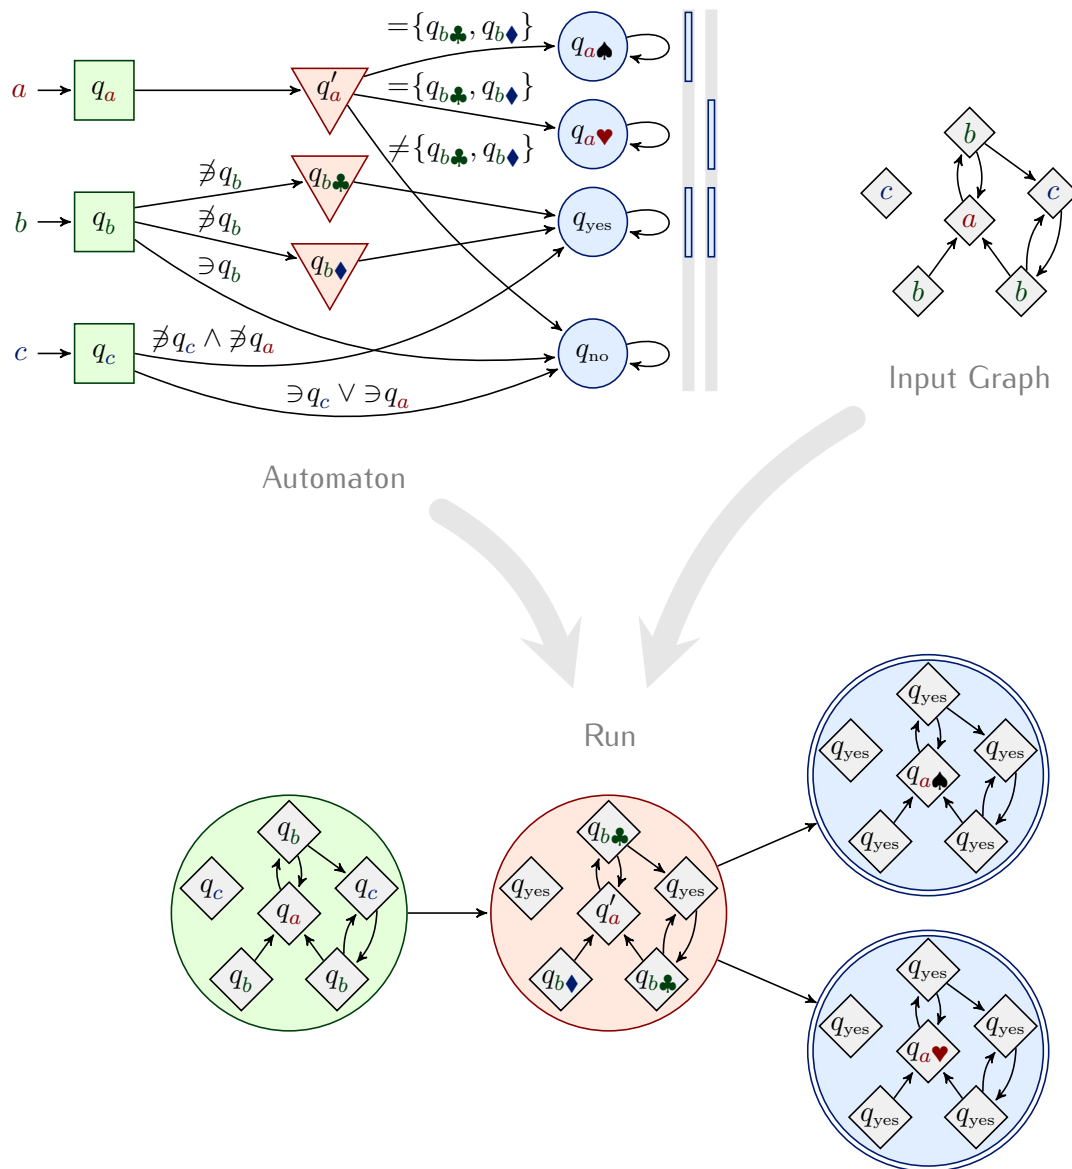 ={q_b♣, q_b♦}
q_a♠
a
q_a
q′_a
={q_b♣, q_b♦}
q_a♥
≠{q_b♣, q_b♦}
∌q_b
q_b♣
b
q_b
∌q_b
q_yes
q_b♦
∋q_b
c
q_c
∌q_c ∧ ∌q_a
q_no
∋q_c ∨ ∋q_a
b
c
c
a
b
b
Input Graph
Automaton
Run
q_b
q_c
q_c
q_a
q_b
q_b
q_b♣
q_yes
q_yes
q′_a
q_b♦
q_b♣
q_yes
q_yes
q_yes
q_a♠
q_yes
q_yes
q_yes
q_yes
q_yes
q_a♥
q_yes
q_yes